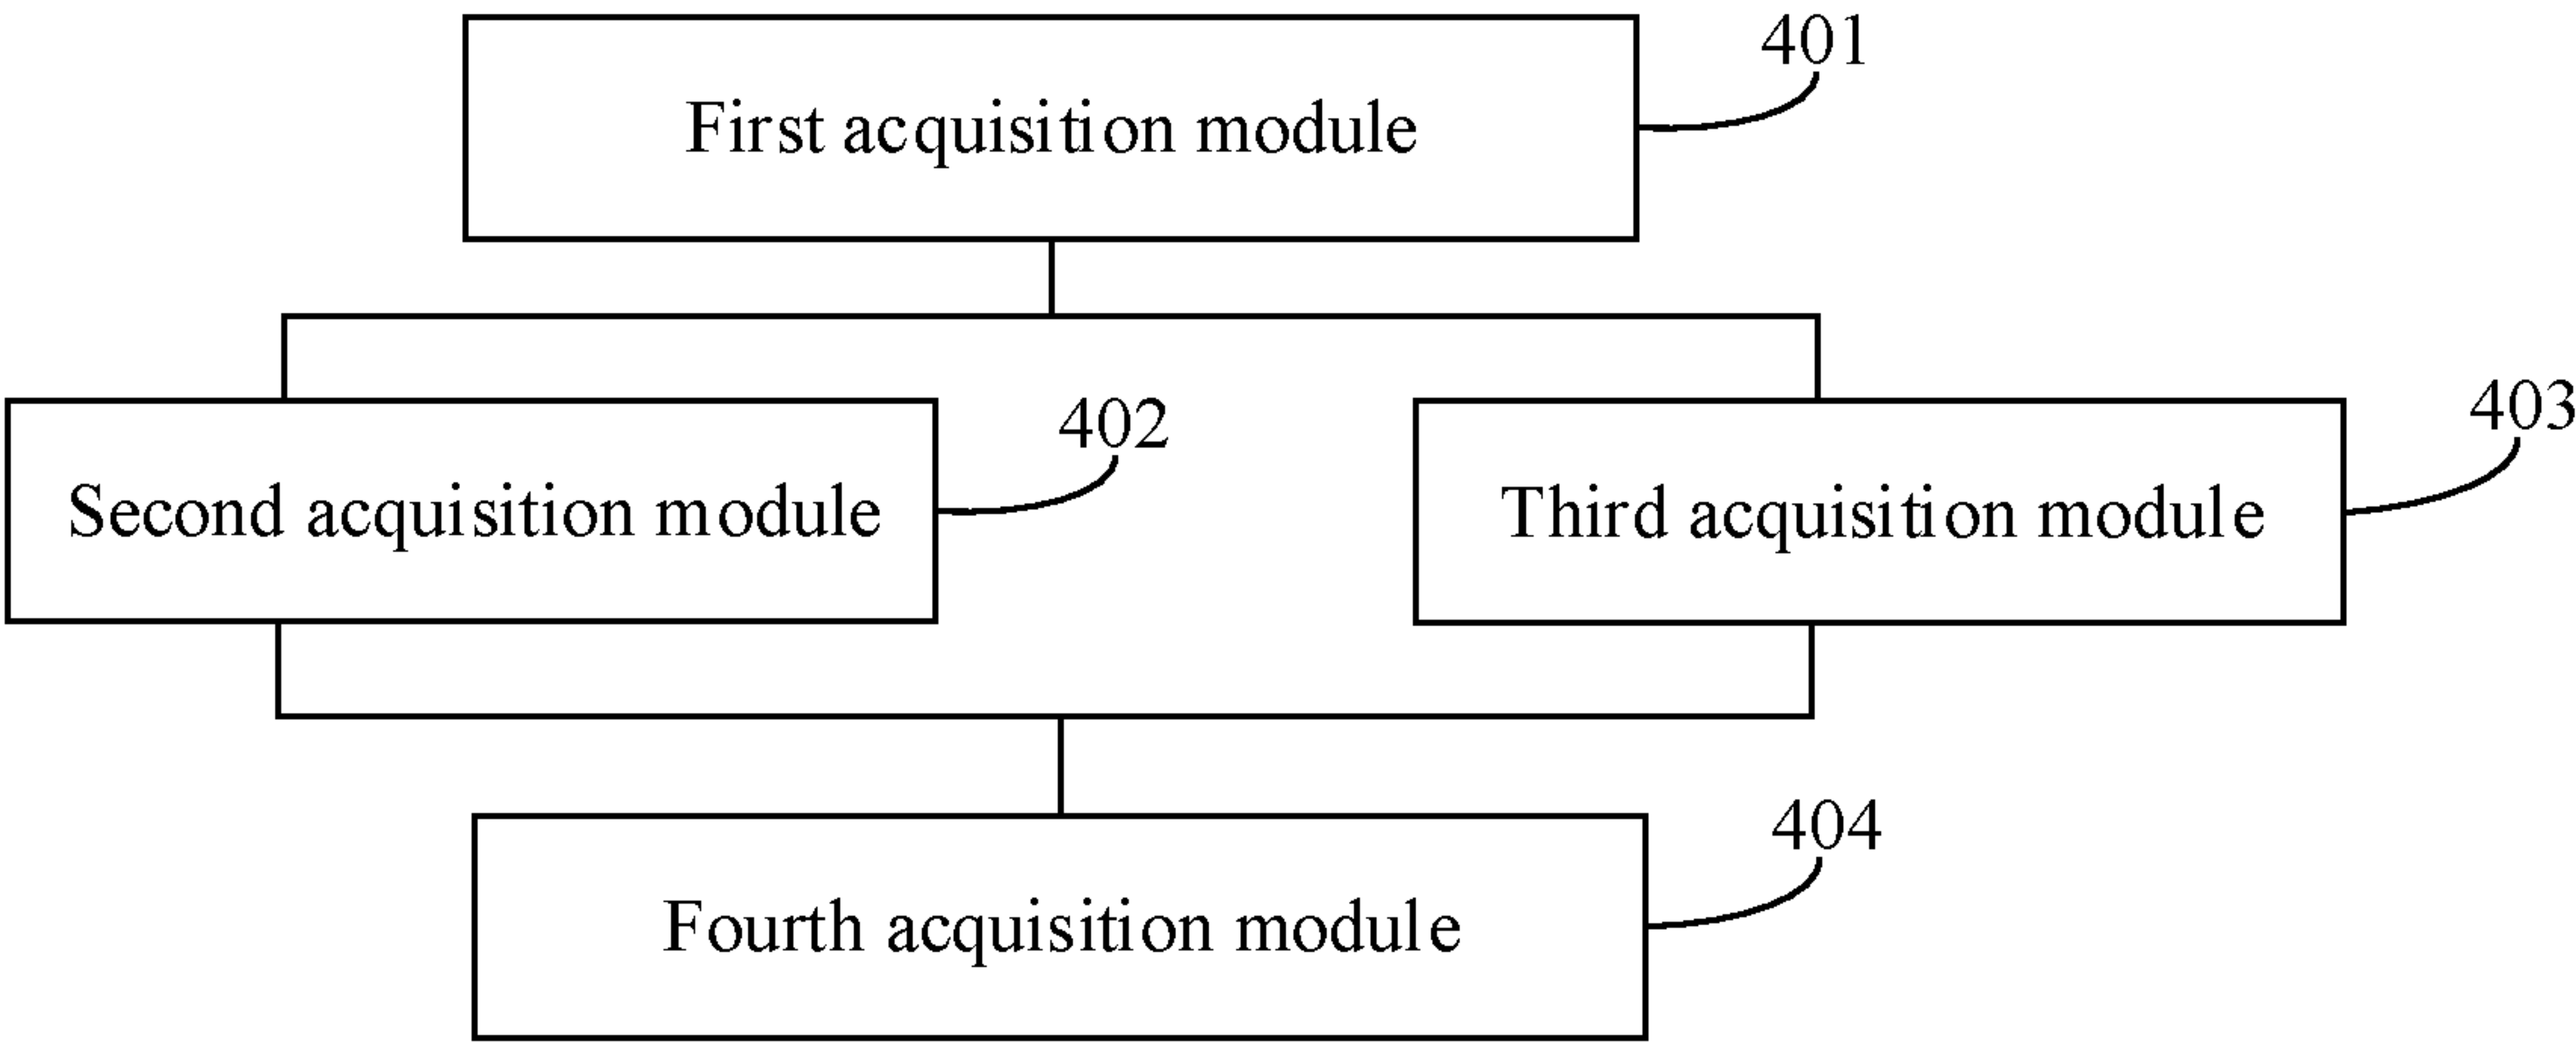 401
First acquisition module
402
403
Second acquisition module
Third acquisition module
404
Fourth acquisition module